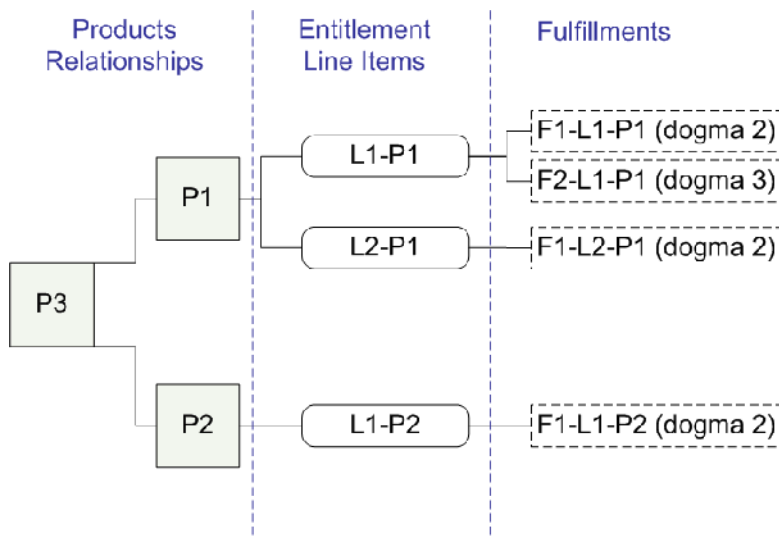 Products
Relationships
Entitlement
Line Items
Fulfillments
P3
P1
P2
L1-P1
L2-P1
L1-P2
F1-L1-P1 (dogma 2)
F2-L1-P1 (dogma 3)
F1-L2-P1 (dogma 2)
F1-L1-P2 (dogma 2)